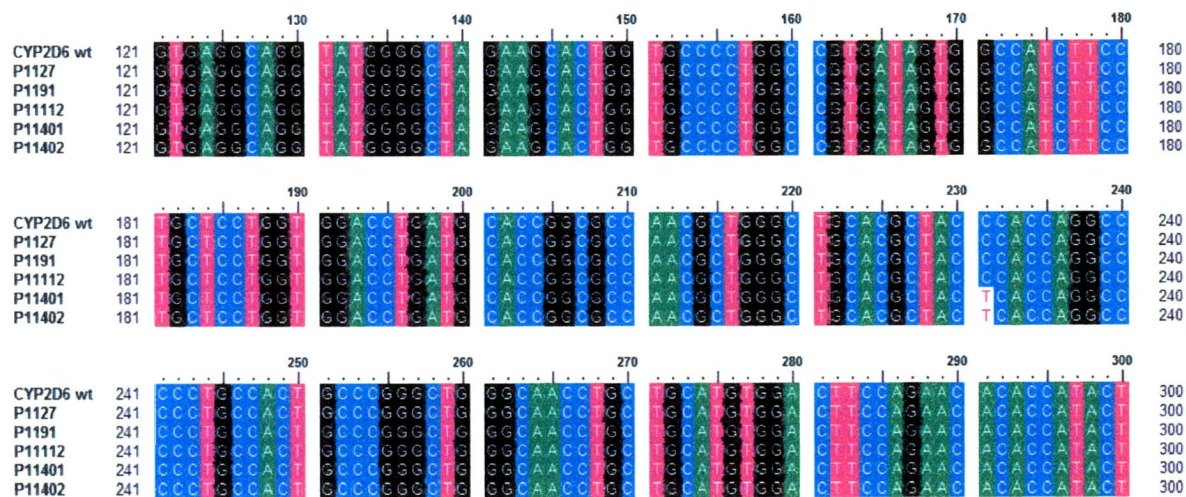 130 140 150 160 170 180
CYP2D6 wt 121 GTGAGGCAGG TATGGGGCTA GAAGCACTGG TGCCCCTGGC CGTGATAGTG GCCATCTTCC 180
P1127 121 GTGAGGCAGG TATGGGGCTA GAAGCACTGG TGCCCCTGGC CGTGATAGTG GCCATCTTCC 180
P1191 121 GTGAGGCAGG TATGGGGCTA GAAGCACTGG TGCCCCTGGC CGTGATAGTG GCCATCTTCC 180
P11112 121 GTGAGGCAGG TATGGGGCTA GAAGCACTGG TGCCCCTGGC CGTGATAGTG GCCATCTTCC 180
P11401 121 GTGAGGCAGG TATGGGGCTA GAAGCACTGG TGCCCCTGGC CGTGATAGTG GCCATCTTCC 180
P11402 121 GTGAGGCAGG TATGGGGCTA GAAGCACTGG TGCCCCTGGC CGTGATAGTG GCCATCTTCC 180
190 200 210 220 230 240
CYP2D6 wt 181 TGCTCCTGGT GGACCTGATG CACCGGCGCC AACGCTGGGC TGCACGCTAC CCACCAGGCC 240
P1127 181 TGCTCCTGGT GGACCTGATG CACCGGCGCC AACGCTGGGC TGCACGCTAC CCACCAGGCC 240
P1191 181 TGCTCCTGGT GGACCTGATG CACCGGCGCC AACGCTGGGC TGCACGCTAC CCACCAGGCC 240
P11112 181 TGCTCCTGGT GGACCTGATG CACCGGCGCC AACGCTGGGC TGCACGCTAC CCACCAGGCC 240
P11401 181 TGCTCCTGGT GGACCTGATG CACCGGCGCC AACGCTGGGC TGCACGCTAC TCACCAGGCC 240
P11402 181 TGCTCCTGGT GGACCTGATG CACCGGCGCC AACGCTGGGC TGCACGCTAC TCACCAGGCC 240
250 260 270 280 290 300
CYP2D6 wt 241 CCCTGCCACT GCCCGGGCTG GGCAACCTGC TGCATGTGGA CTTCCAGAAC ACACCATACT 300
P1127 241 CCCTGCCACT GCCCGGGCTG GGCAACCTGC TGCATGTGGA CTTCCAGAAC ACACCATACT 300
P1191 241 CCCTGCCACT GCCCGGGCTG GGCAACCTGC TGCATGTGGA CTTCCAGAAC ACACCATACT 300
P11112 241 CCCTGCCACT GCCCGGGCTG GGCAACCTGC TGCATGTGGA CTTCCAGAAC ACACCATACT 300
P11401 241 CCCTGCCACT GCCCGGGCTG GGCAACCTGC TGCATGTGGA CTTCCAGAAC ACACCATACT 300
P11402 241 CCCTGCCACT GCCCGGGCTG GGCAACCTGC TGCATGTGGA CTTCCAGAAC ACACCATACT 300